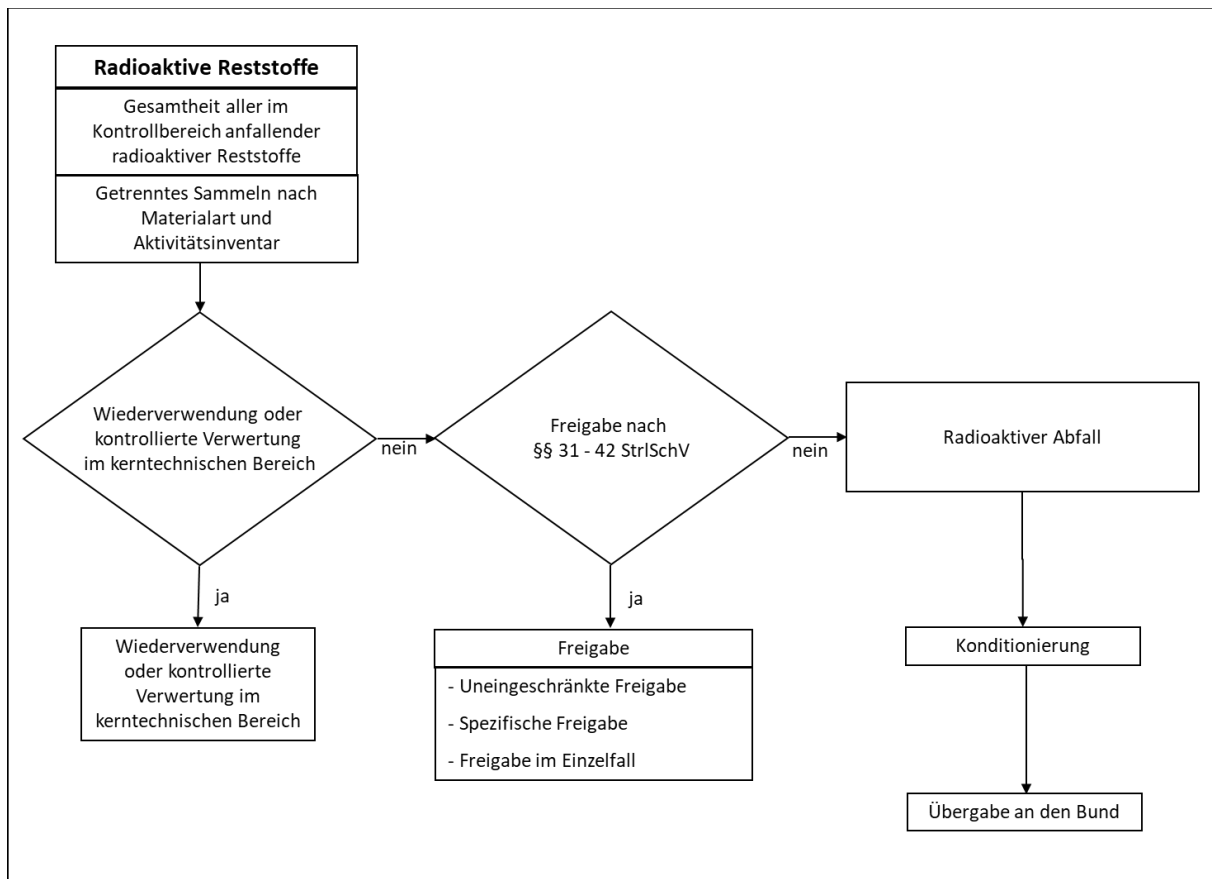 Radioaktive Reststoffe
Gesamtheit aller im
Kontrollbereich anfallender
radioaktiver Reststoffe
Getrenntes Sammeln nach
Materialart und
Aktivitätsinventar
Wiederverwendung oder
kontrollierte Verwertung
im kerntechnischen Bereich
nein
Freigabe nach
§§ 31 - 42 StrlSchV
nein
Radioaktiver Abfall
ja
Wiederverwendung
oder kontrollierte
Verwertung im
kerntechnischen Bereich
ja
Freigabe
- Uneingeschränkte Freigabe
- Spezifische Freigabe
- Freigabe im Einzelfall
Konditionierung
Übergabe an den Bund